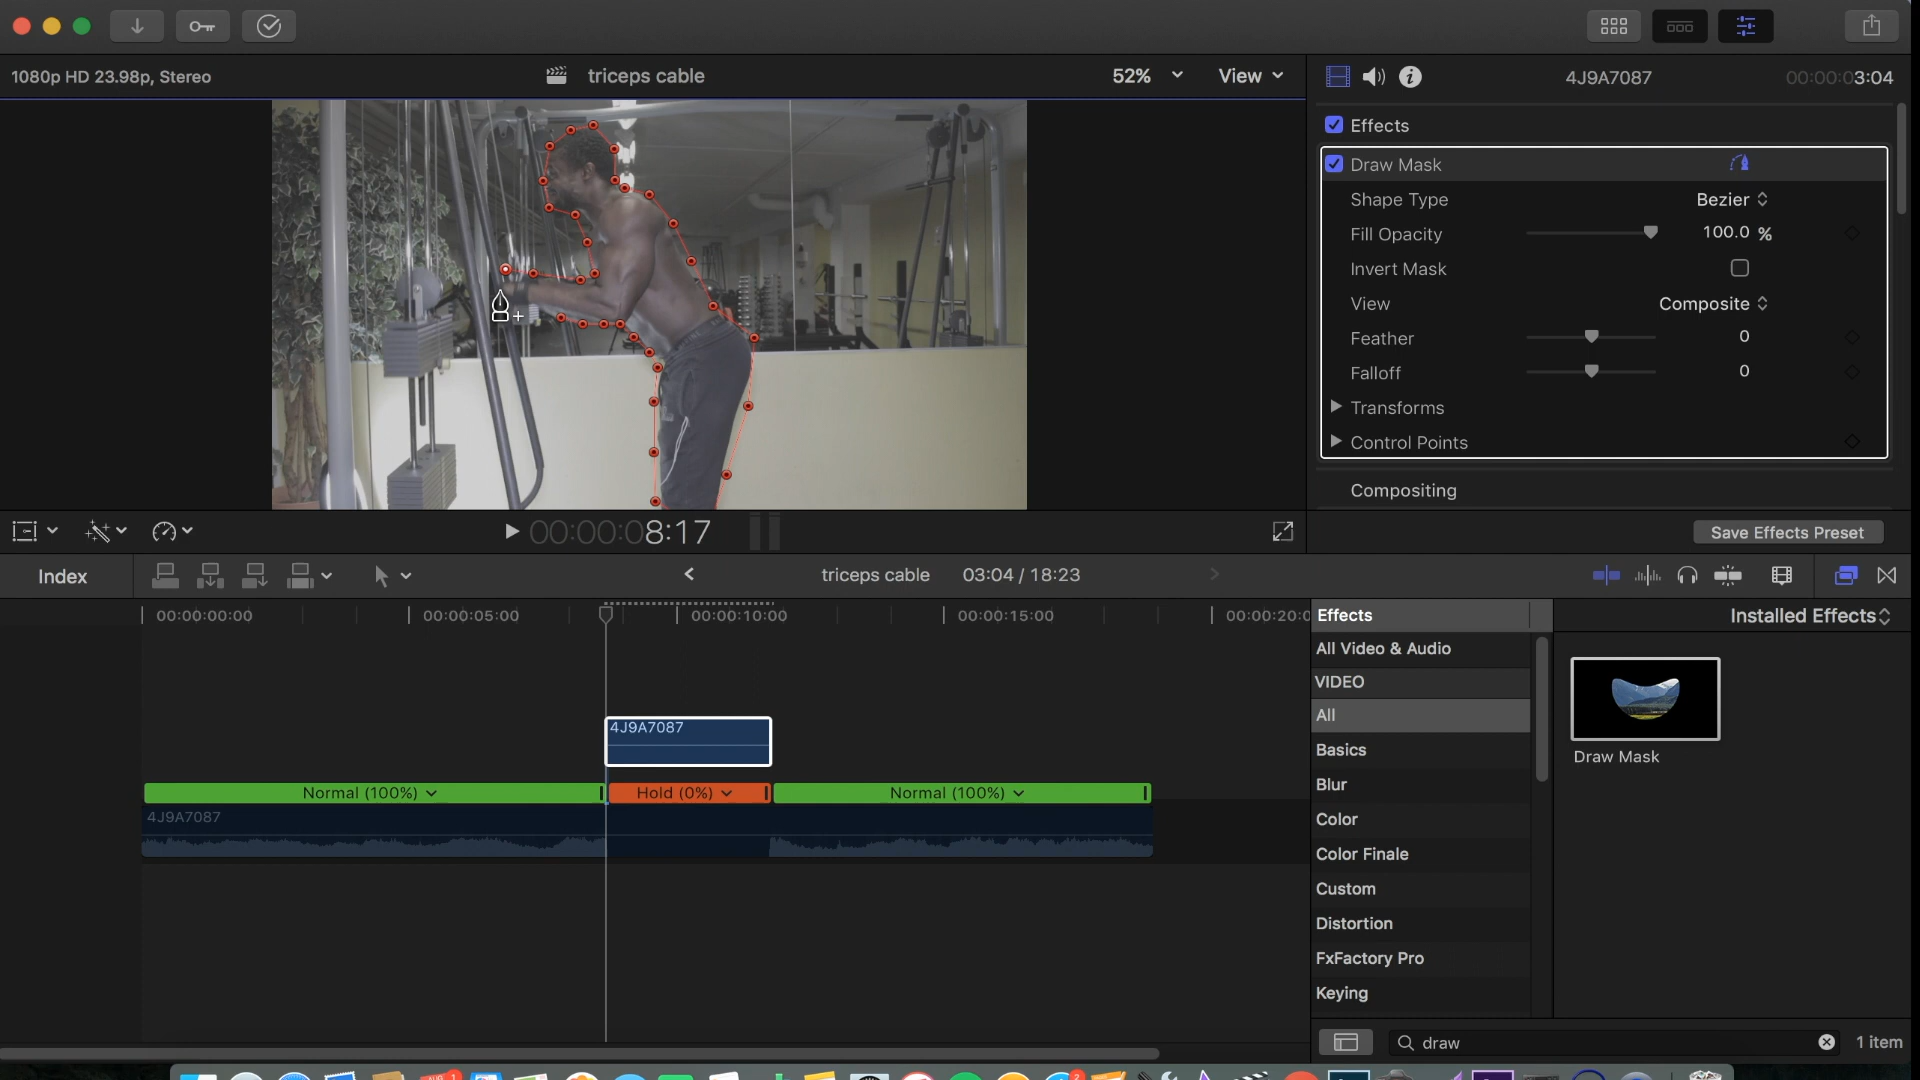 1080p HD 23.98p, Stereo
triceps cable
52%
View
4J9A7087
00:00:03:04
Effects
Draw Mask
Shape Type
Bezier
Fill Opacity
100.0 %
Invert Mask
View
Composite
Feather
0
Falloff
0
Transforms
Control Points
Compositing
00:00:08:17
Save Effects Preset
Index
triceps cable
03:04 / 18:23
00:00:00:00
00:00:05:00
00:00:10:00
00:00:15:00
00:00:20:0
Effects
Installed Effects
All Video & Audio
VIDEO
All
Basics
Blur
Color
Color Finale
Custom
Distortion
FxFactory Pro
Keying
Draw Mask
4J9A7087
Normal (100%)
Hold (0%)
Normal (100%)
4J9A7087
draw
1 item